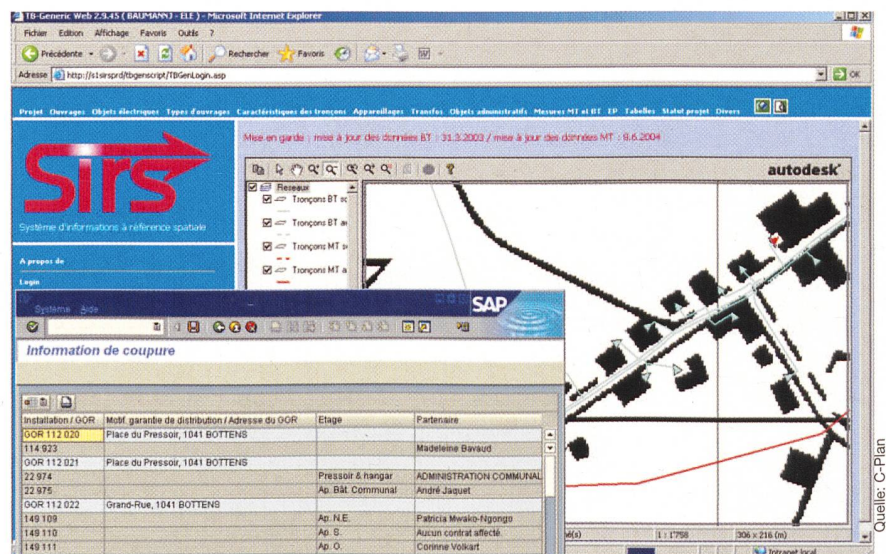 TB-Generic Web 2.9.45 ( BAUMANNJ - ELE ) - Microsoft Internet Explorer
Fichier Edition Affichage Favoris Outils ?
Précédente Rechercher Favoris
Adresse http://s1sirsprd/tbgenscript/TBGenLogin.asp OK
Projet Ouvrages Objets électriques Types d'ouvrages Caractéristiques des tronçons Appareillages Transfos Objets administratifs Mesures MT et BT EP Tabelles Statut projet Divers
Mise en garde : mise à jour des données BT : 31.3.2003 / mise à jour des données MT : 8.6.2004
autodesk
Reseaux
Tronçons BT so
Tronçons BT
Tronçons MT
Tronçons MT a
Sirs
Système d'informations à référence spatiale
A propos de
Login
Système Aide
SAP
Information de coupure
Installation / GOR Motif. garantie de distribution / Adresse du GOR Etage Partenaire
GOR 112 020 Place du Pressoir, 1041 BOTTENS
114 923 Madeleine Bavaud
GOR 112 021 Place du Pressoir, 1041 BOTTENS
22 974 Pressoir & hangar ADMINISTRATION COMMUNAL
22 975 Ap. Bât. Communal André Jaquet
GOR 112 022 Grand-Rue, 1041 BOTTENS
149 109 Ap. N.E. Patricia Mwako-Ngongo
149 110 Ap. S. Aucun contrat affecté.
149 111 Ap. O. Corinne Volkart
1 : 1'758 306 x 216 (m)
Intranet local
Quelle: C-Plan